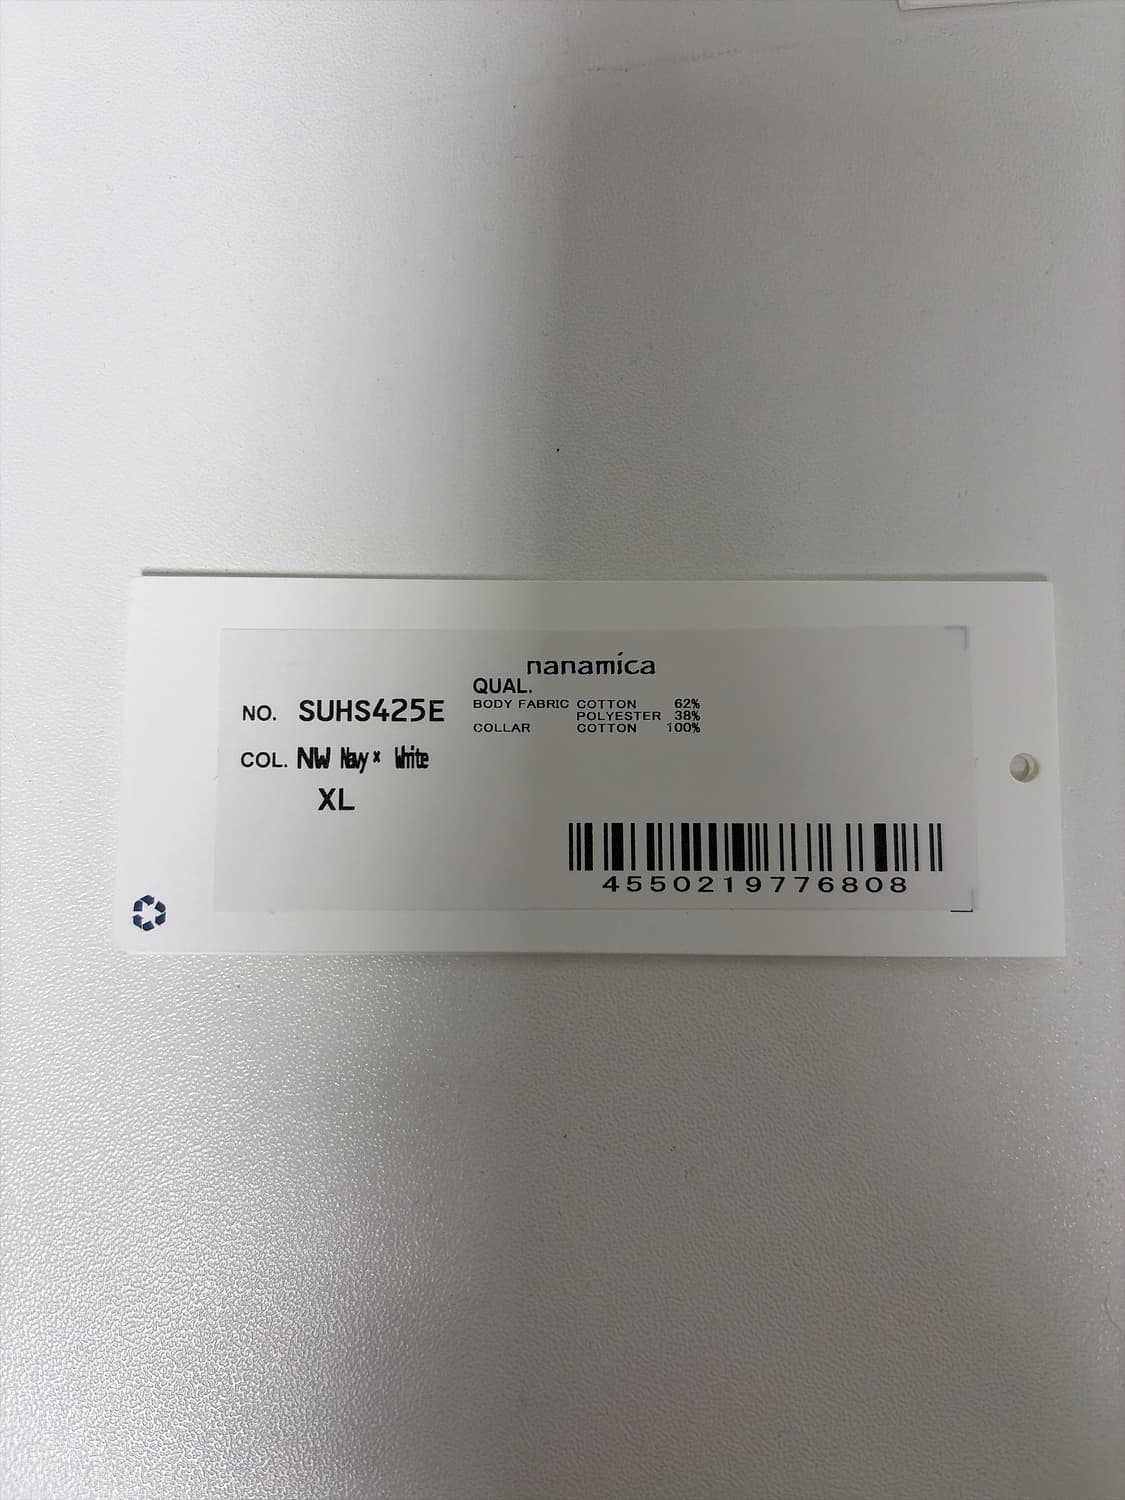 nanamica
QUAL.
BODY FABRIC COTTON 62%
POLYESTER 38%
COLLAR COTTON 100%
NO. SUHS425E
COL. NW Navy× White
XL
4550219776808